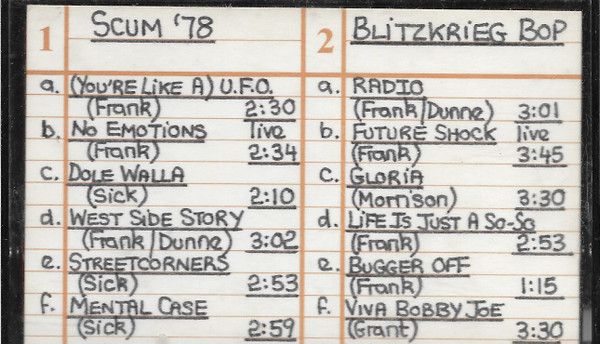 1 SCUM '78
a. (YOU'RE LIKE A) U.F.O.
(Frank) 2:30
b. NO EMOTIONS live
(Frank) 2:34
c. DOLE WALLA
(Sick) 2:10
d. WEST SIDE STORY
(Frank/Dunne) 3:02
e. STREETCORNERS
(Sick) 2:53
f. MENTAL CASE
(Sick) 2:59
2 BLITZKRIEG BOP
a. RADIO
(Frank/Dunne) 3:01
b. FUTURE SHOCK live
(Frank) 3:45
c. GLORIA
(Morrison) 3:30
d. LIFE IS JUST A SO-SO
(Frank) 2:53
e. BUGGER OFF
(Frank) 1:15
f. VIVA BOBBY JOE
(Grant) 3:30